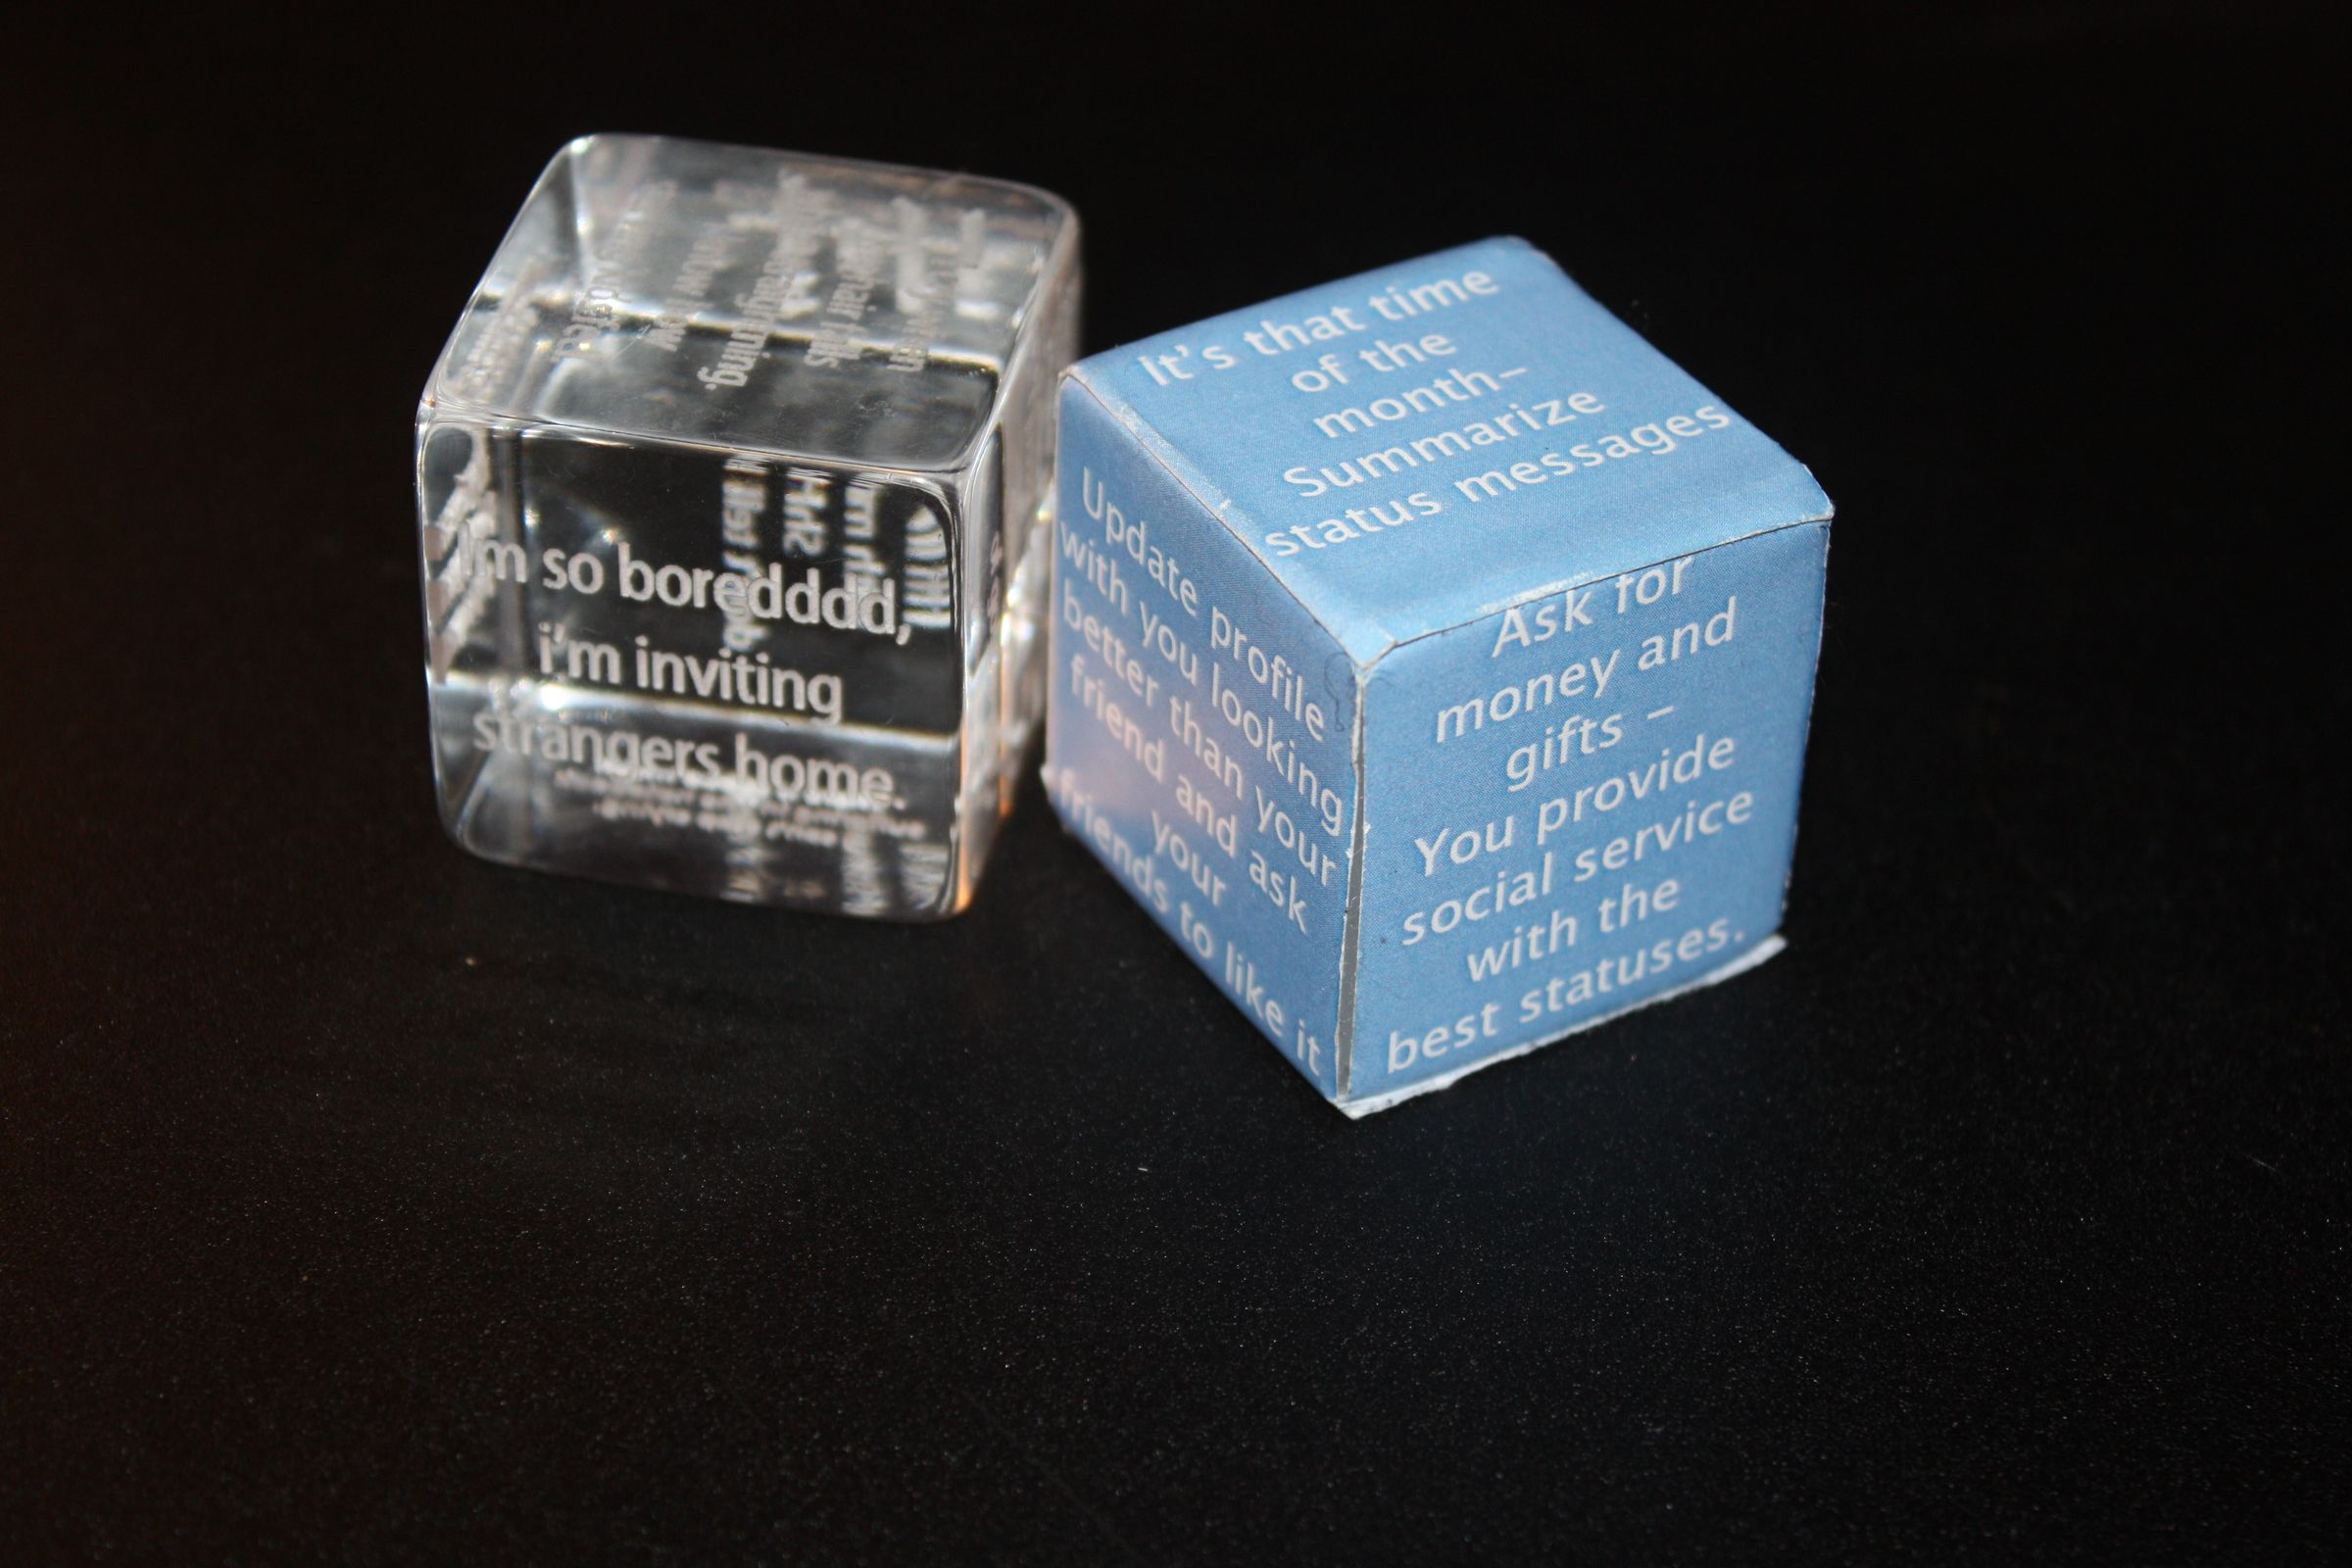 I'm so boredddd,
i'm inviting
strangers home.
It's that time
of the
month–
Summarize
status messages
Update profile
with you looking
better than your
friend and ask
your
friends to like it
Ask for
money and
gifts –
You provide
social service
with the
best statuses.